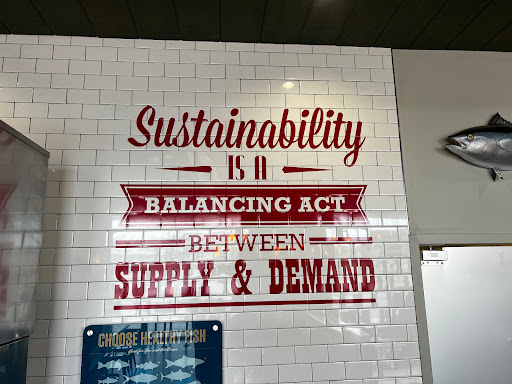 Sustainability
IS A
BALANCING ACT
BETWEEN
SUPPLY & DEMAND
CHOOSE HEALTHY FISH